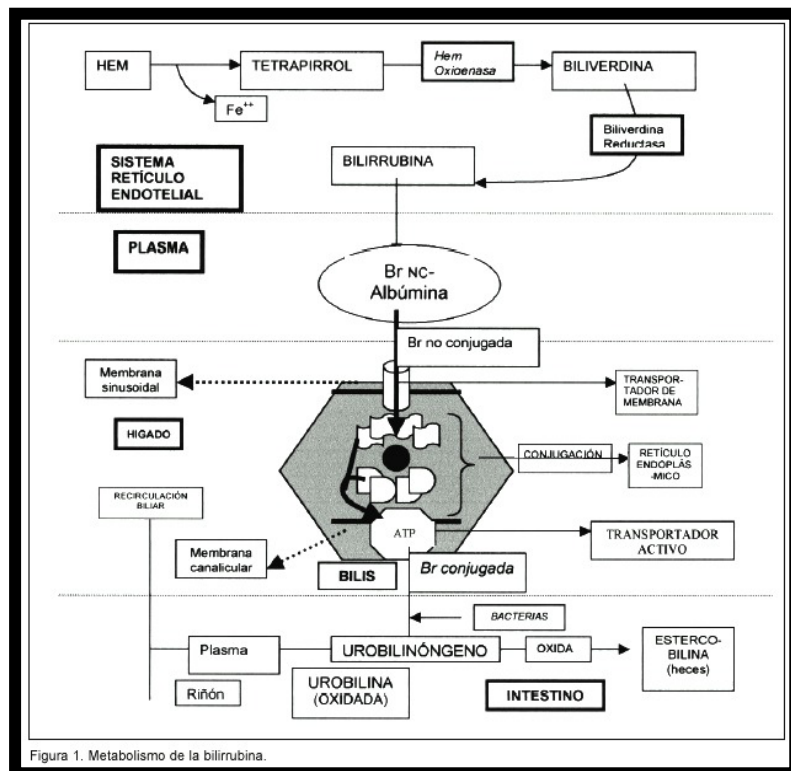 HEM
TETRAPIRROL
Hem
Oxigenasa
BILIVERDINA
Fe++
Biliverdina
Reductasa
SISTEMA
RETÍCULO
ENDOTELIAL
BILIRRUBINA
PLASMA
Br NC-
Albúmina
Br no conjugada
Membrana
sinusoidal
TRANSPOR-
TADOR DE
MEMBRANA
HIGADO
CONJUGACIÓN
RETÍCULO
ENDOPLÁS
-MICO
RECIRCULACIÓN
BILIAR
ATP
TRANSPORTADOR
ACTIVO
Membrana
canalicular
BILIS
Br conjugada
BACTERIAS
Plasma
UROBILINÓNGENO
OXIDA
ESTERCO-
BILINA
(heces)
Riñón
UROBILINA
(OXIDADA)
INTESTINO
Figura 1. Metabolismo de la bilirrubina.